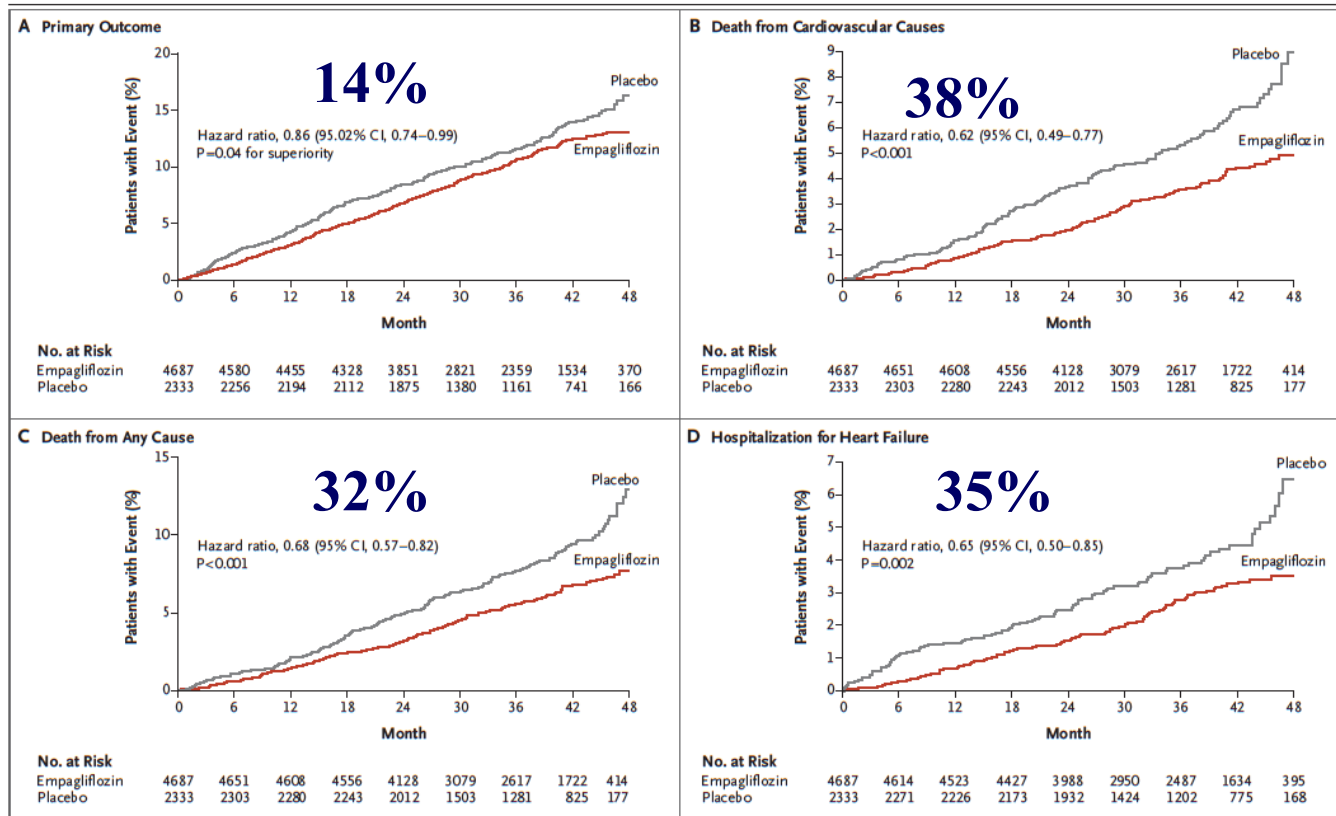 A Primary Outcome
20
15
10
5
0
Patients with Event (%)
14%
Hazard ratio, 0.86 (95.02% CI, 0.74–0.99)
P=0.04 for superiority
Placebo
Empagliflozin
0 6 12 18 24 30 36 42 48
Month
No. at Risk
Empagliflozin 4687 4580 4455 4328 3851 2821 2359 1534 370
Placebo 2333 2256 2194 2112 1875 1380 1161 741 166
B Death from Cardiovascular Causes
9
8
7
6
5
4
3
2
1
0
Patients with Event (%)
38%
Hazard ratio, 0.62 (95% CI, 0.49–0.77)
P<0.001
Placebo
Empagliflozin
0 6 12 18 24 30 36 42 48
Month
No. at Risk
Empagliflozin 4687 4651 4608 4556 4128 3079 2617 1722 414
Placebo 2333 2303 2280 2243 2012 1503 1281 825 177
C Death from Any Cause
15
10
5
0
Patients with Event (%)
32%
Hazard ratio, 0.68 (95% CI, 0.57–0.82)
P<0.001
Placebo
Empagliflozin
0 6 12 18 24 30 36 42 48
Month
No. at Risk
Empagliflozin 4687 4651 4608 4556 4128 3079 2617 1722 414
Placebo 2333 2303 2280 2243 2012 1503 1281 825 177
D Hospitalization for Heart Failure
7
6
5
4
3
2
1
0
Patients with Event (%)
35%
Hazard ratio, 0.65 (95% CI, 0.50–0.85)
P=0.002
Placebo
Empagliflozin
0 6 12 18 24 30 36 42 48
Month
No. at Risk
Empagliflozin 4687 4614 4523 4427 3988 2950 2487 1634 395
Placebo 2333 2271 2226 2173 1932 1424 1202 775 168